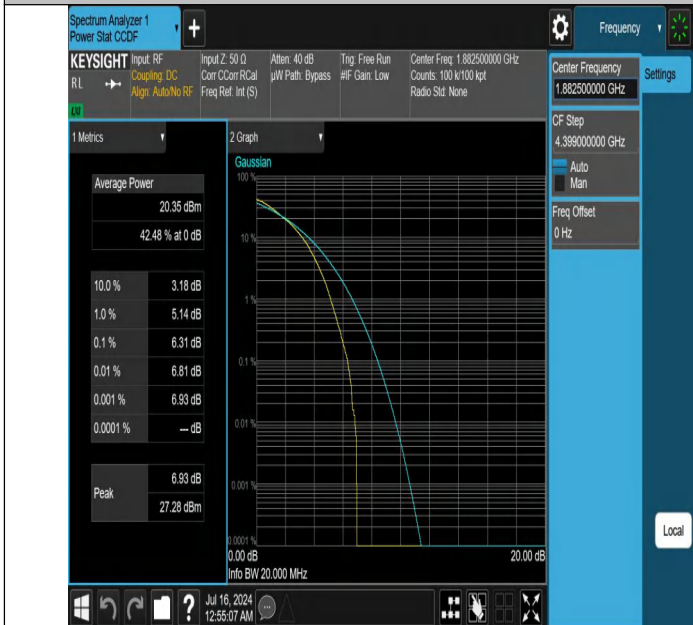 Spectrum Analyzer 1
Power Stat CCDF
+
Frequency
KEYSIGHT
RL
LXI
Input: RF
Coupling: DC
Align: Auto/No RF
Input Z: 50 Ω
Corr CCorr RCal
Freq Ref: Int (S)
Atten: 40 dB
µW Path: Bypass
Trig: Free Run
#IF Gain: Low
Center Freq: 1.882500000 GHz
Counts: 100 k/100 kpt
Radio Std: None
Center Frequency
1.882500000 GHz
Settings
CF Step
4.399000000 GHz
Auto
Man
Freq Offset
0 Hz
1 Metrics
Average Power
20.35 dBm
42.48 % at 0 dB
10.0 % 3.18 dB
1.0 % 5.14 dB
0.1 % 6.31 dB
0.01 % 6.81 dB
0.001 % 6.93 dB
0.0001 % --- dB
Peak
6.93 dB
27.28 dBm
2 Graph
Gaussian
100 %
10 %
1 %
0.1 %
0.01 %
0.001 %
0.0001 %
0.00 dB 20.00 dB
Info BW 20.000 MHz
Local
?
Jul 16, 2024
12:55:07 AM